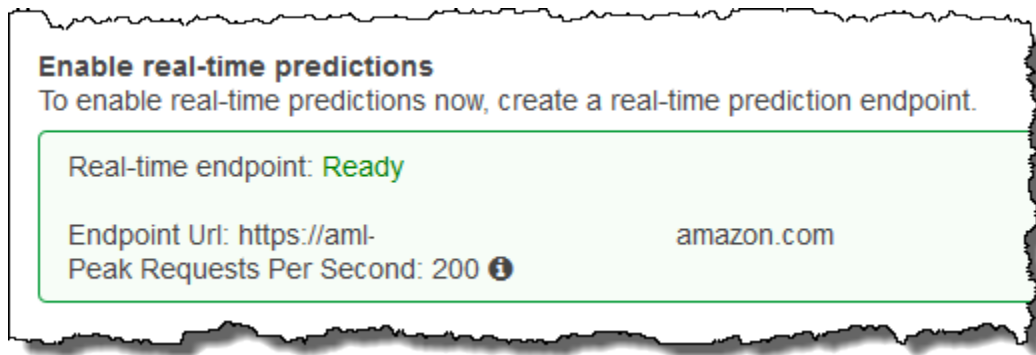 Enable real-time predictions
To enable real-time predictions now, create a real-time prediction endpoint.
Real-time endpoint: Ready
Endpoint Url: https://aml- amazon.com
Peak Requests Per Second: 200